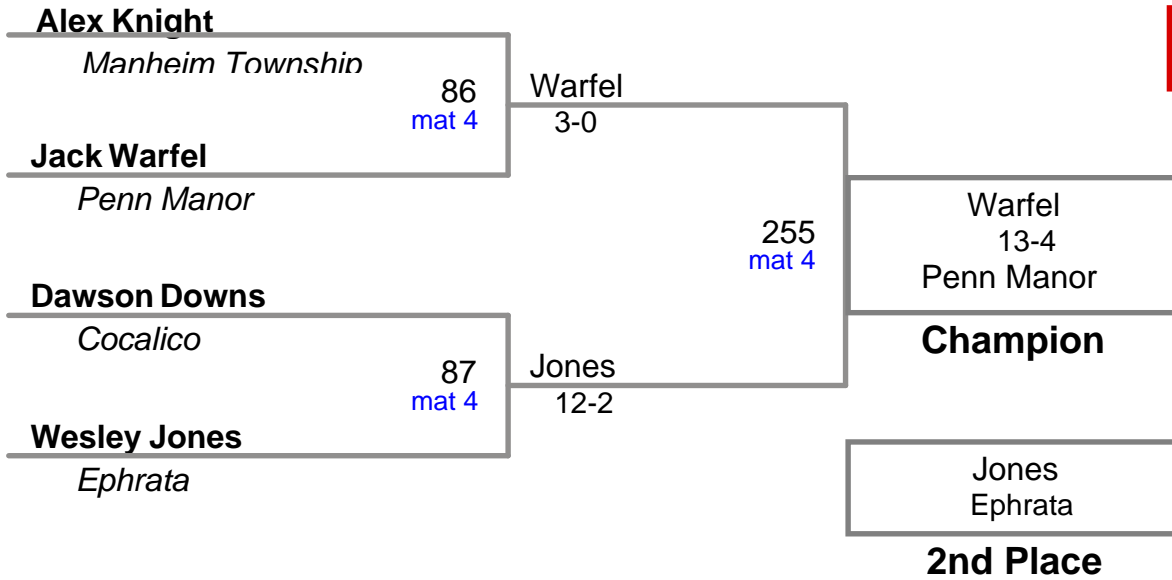 Alex Knight
Manheim Township
86
mat 4
Warfel
3-0
Jack Warfel
Penn Manor
255
mat 4
Warfel
13-4
Penn Manor
Champion
Dawson Downs
Cocalico
87
mat 4
Jones
12-2
Wesley Jones
Ephrata
Jones
Ephrata
2nd Place